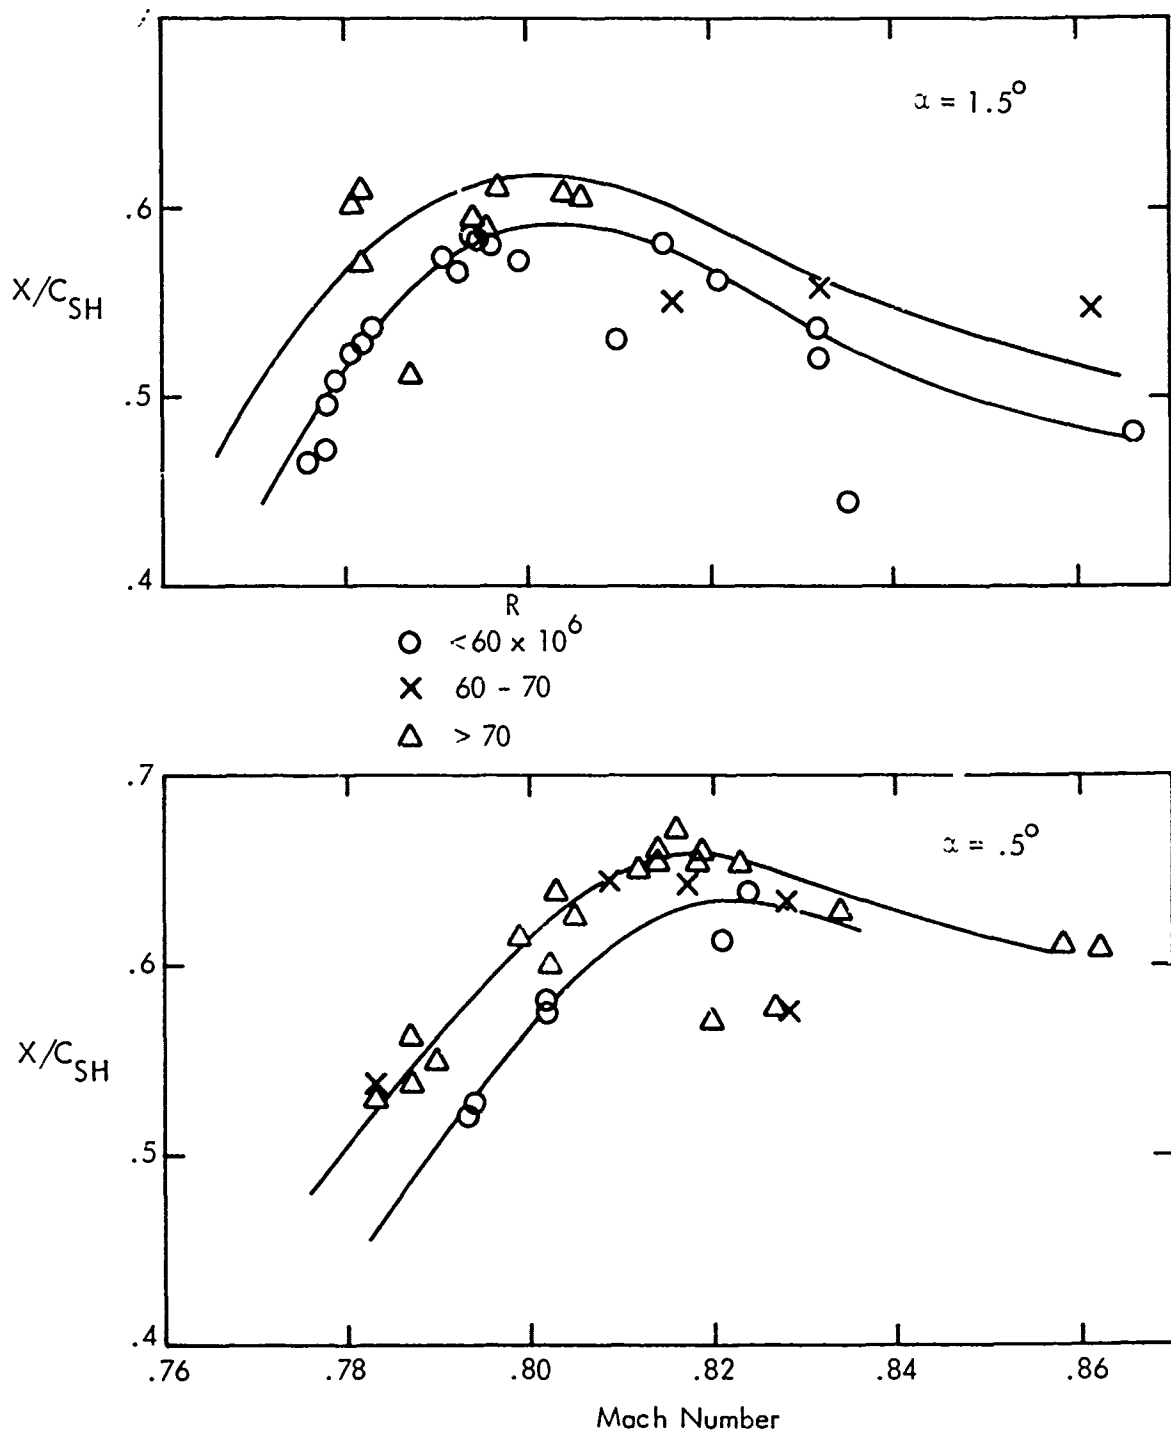 α = 1.5°
.6
X/C_SH
.5
.4
R
○ <60 x 10^6
× 60 - 70
△ > 70
.7
α = .5°
.6
X/C_SH
.5
.4
.76 .78 .80 .82 .84 .86
Mach Number